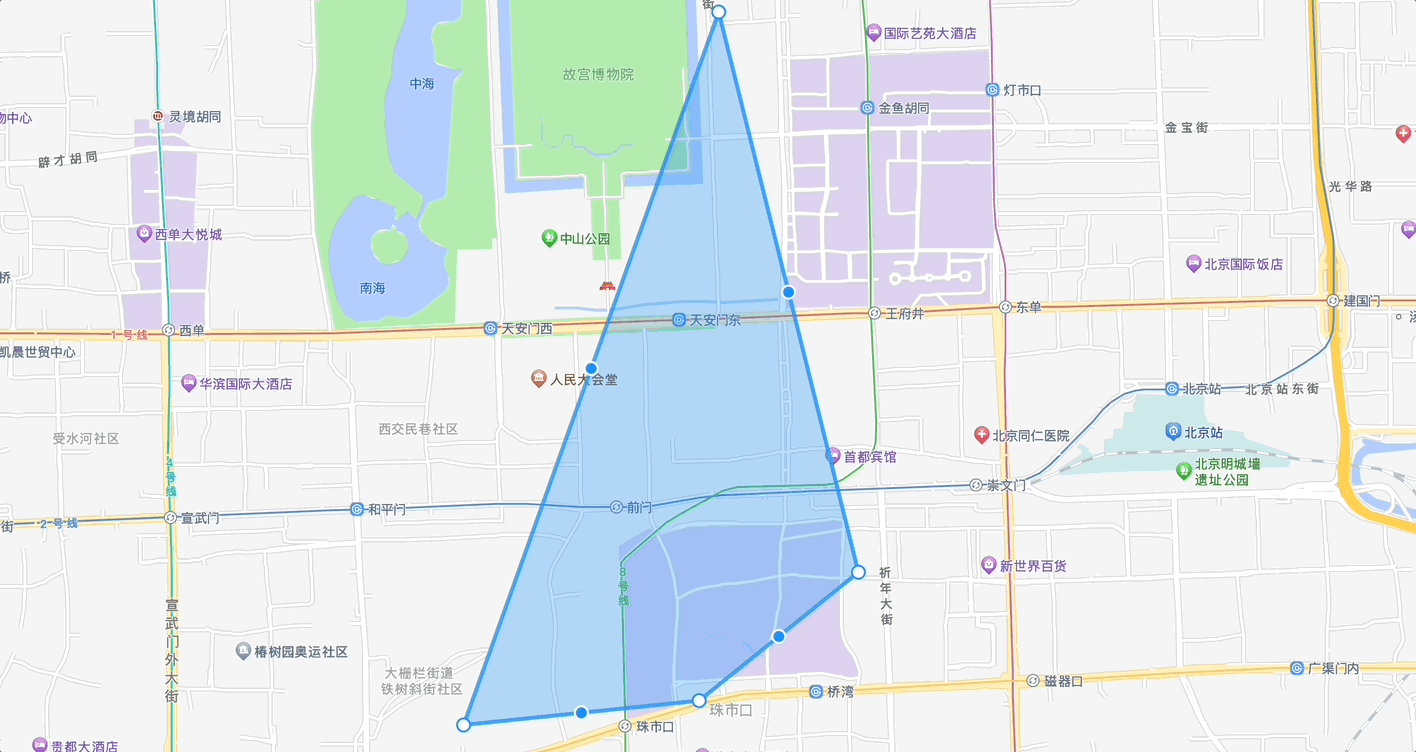 街
国际艺苑大酒店
故宫博物院
中海
灯市口
金鱼胡同
灵境胡同
物中心
金宝街
辟才胡同
光华路
西单大悦城
中山公园
北京国际饭店
桥
南海
建国门
东单
王府井
天安门东
天安门西
西单
1号线
凯晨世贸中心
人民大会堂
华滨国际大酒店
北京站
北京站东街
西交民巷社区
受水河社区
北京同仁医院
北京站
首都宾馆
北京明城墙
遗址公园
4号线
崇文门
前门
和平门
宣武门
2号线
街
新世界百货
8号线
祈年大街
宣武门外大街
椿树园奥运社区
大栅栏街道
铁树斜街社区
广渠门内
磁器口
桥湾
珠市口
珠市口
贵都大酒店